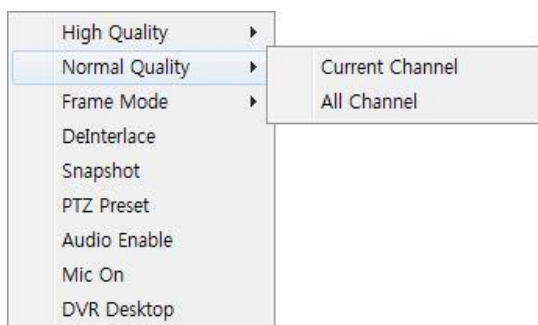 High Quality
Normal Quality
Current Channel
Frame Mode
All Channel
DeInterlace
Snapshot
PTZ Preset
Audio Enable
Mic On
DVR Desktop